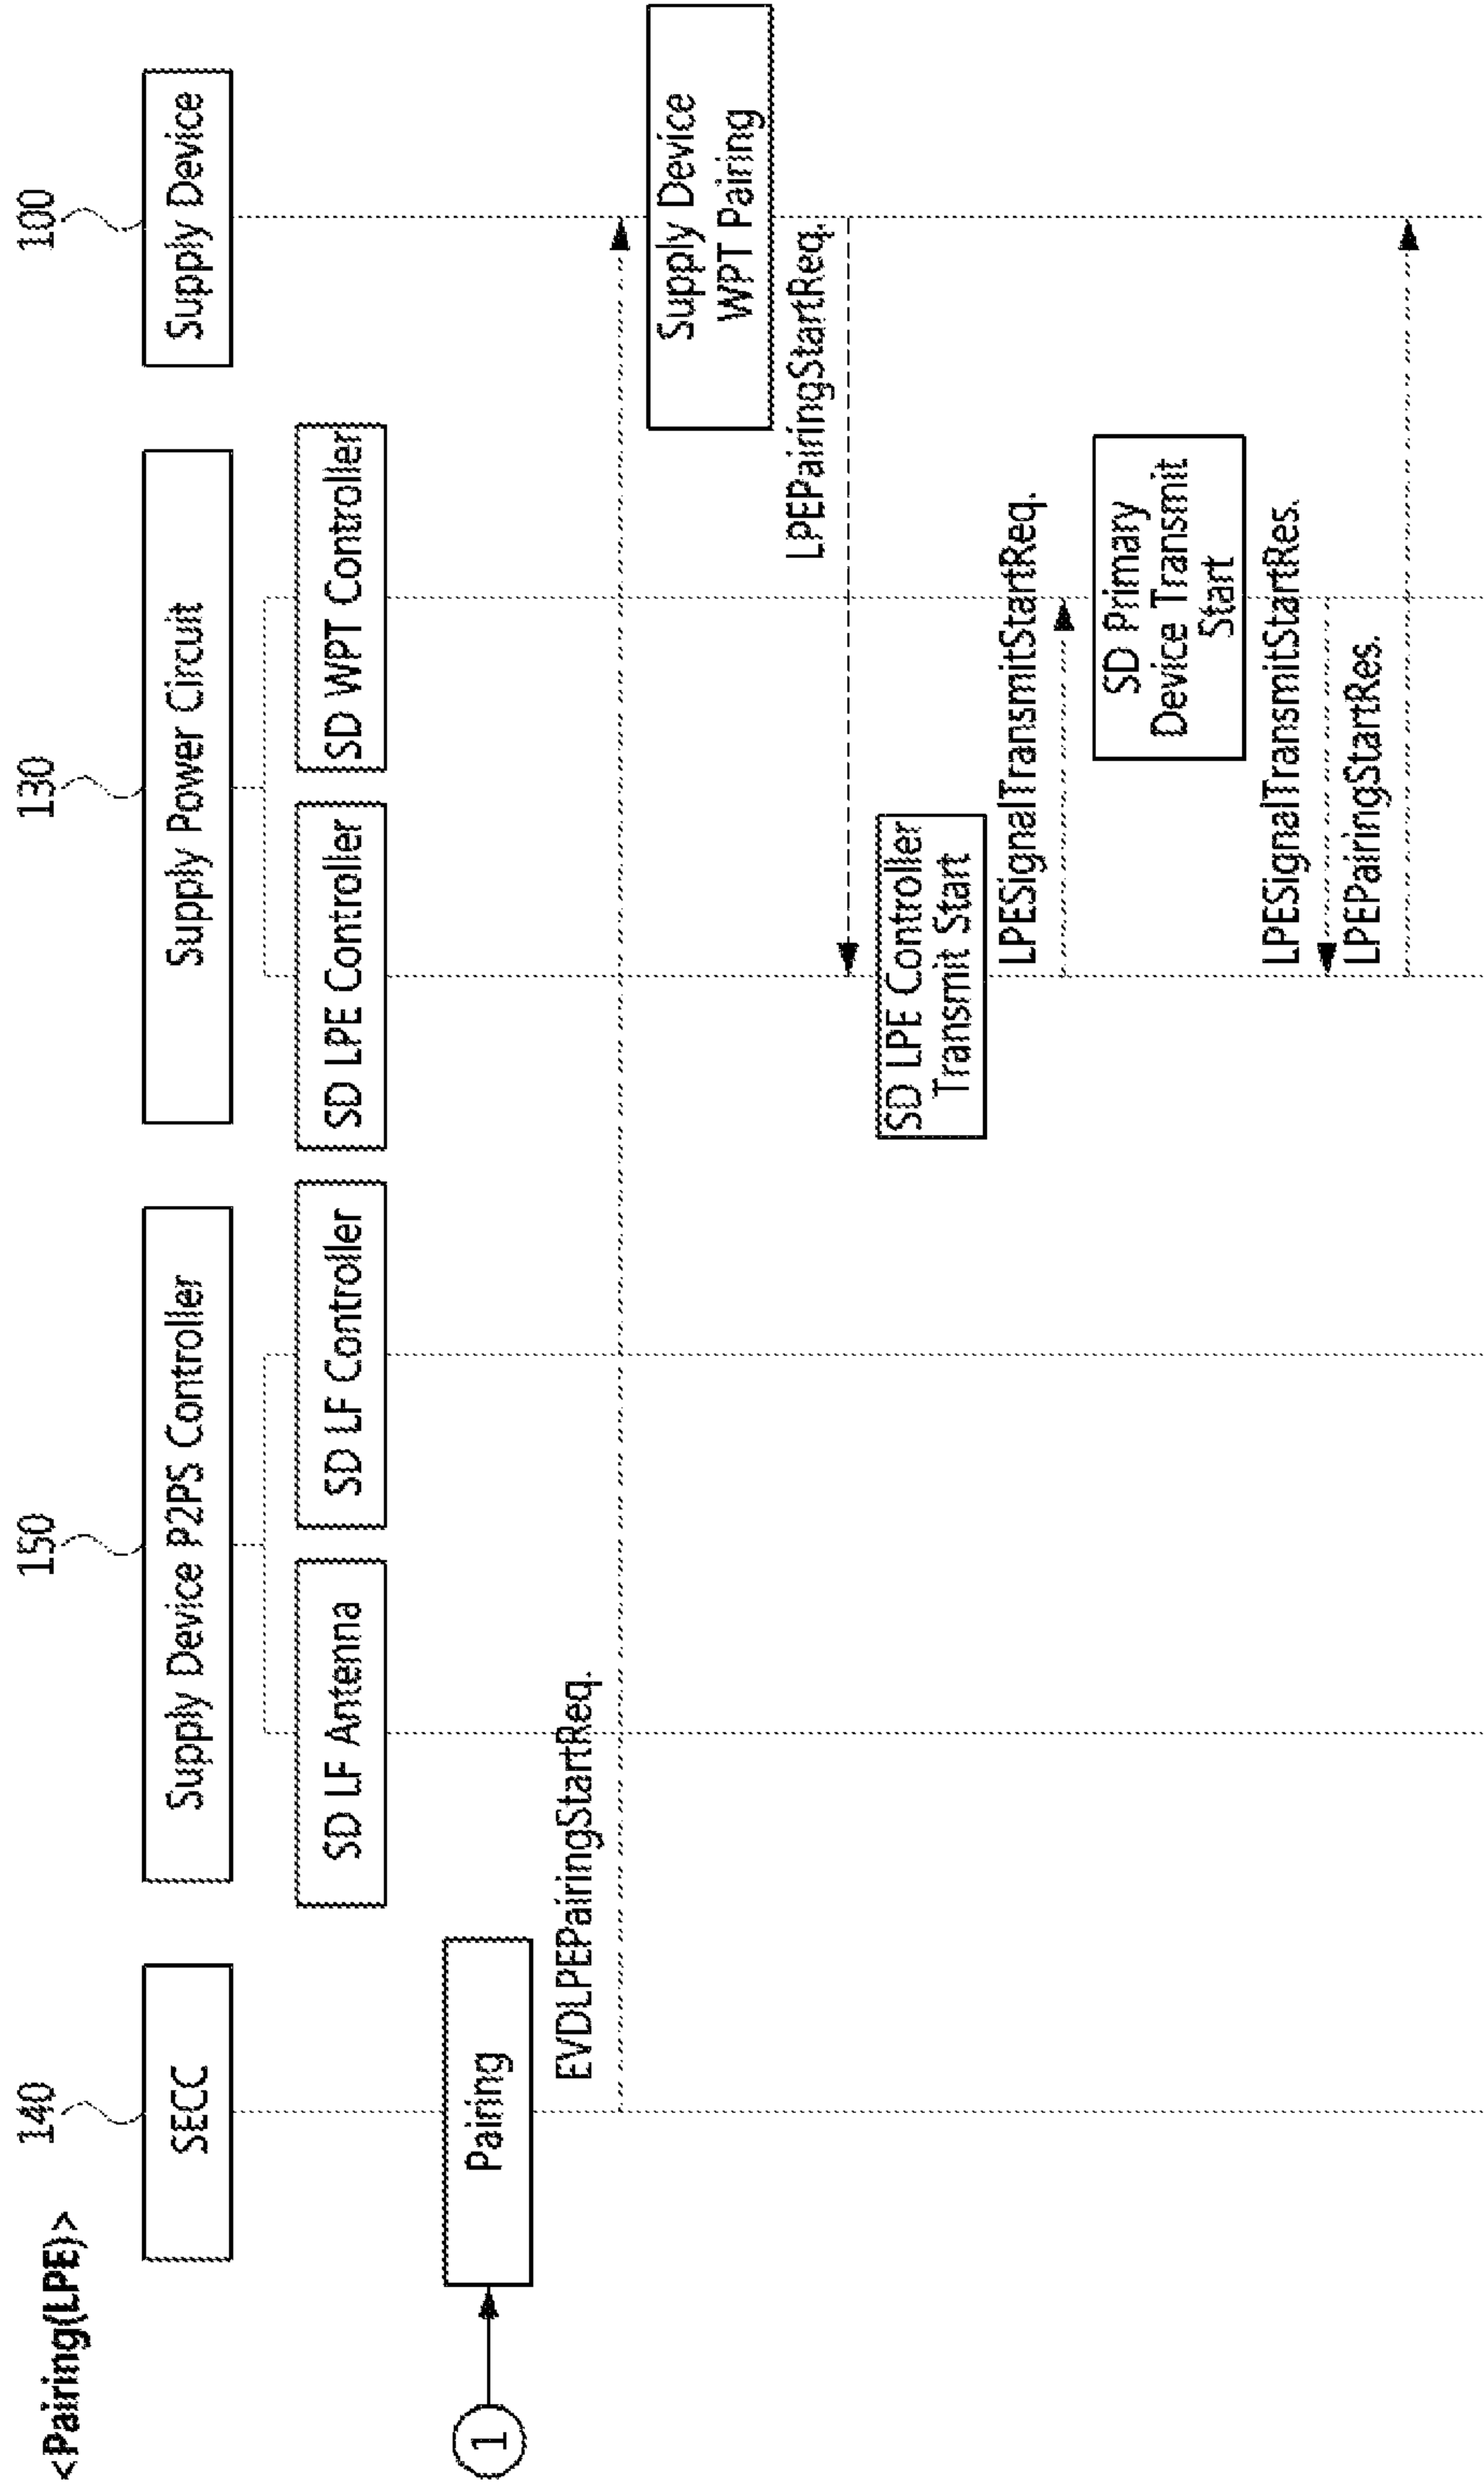 <Pairing(LPE)>
140
150
130
100
SECC
Supply Device P2PS Controller
Supply Power Circuit
Supply Device
SD LF Antenna
SD LF Controller
SD LPE Controller
SD WPT Controller
1
Pairing
EVDLPEPairingStartReq.
Supply Device
WPT Pairing
LPEPairingStartReq.
SD LPE Controller
Transmit Start
LPESignalTransmitStartReq.
SD Primary
Device Transmit
Start
LPESignalTransmitStartRes.
LPEPairingStartRes.